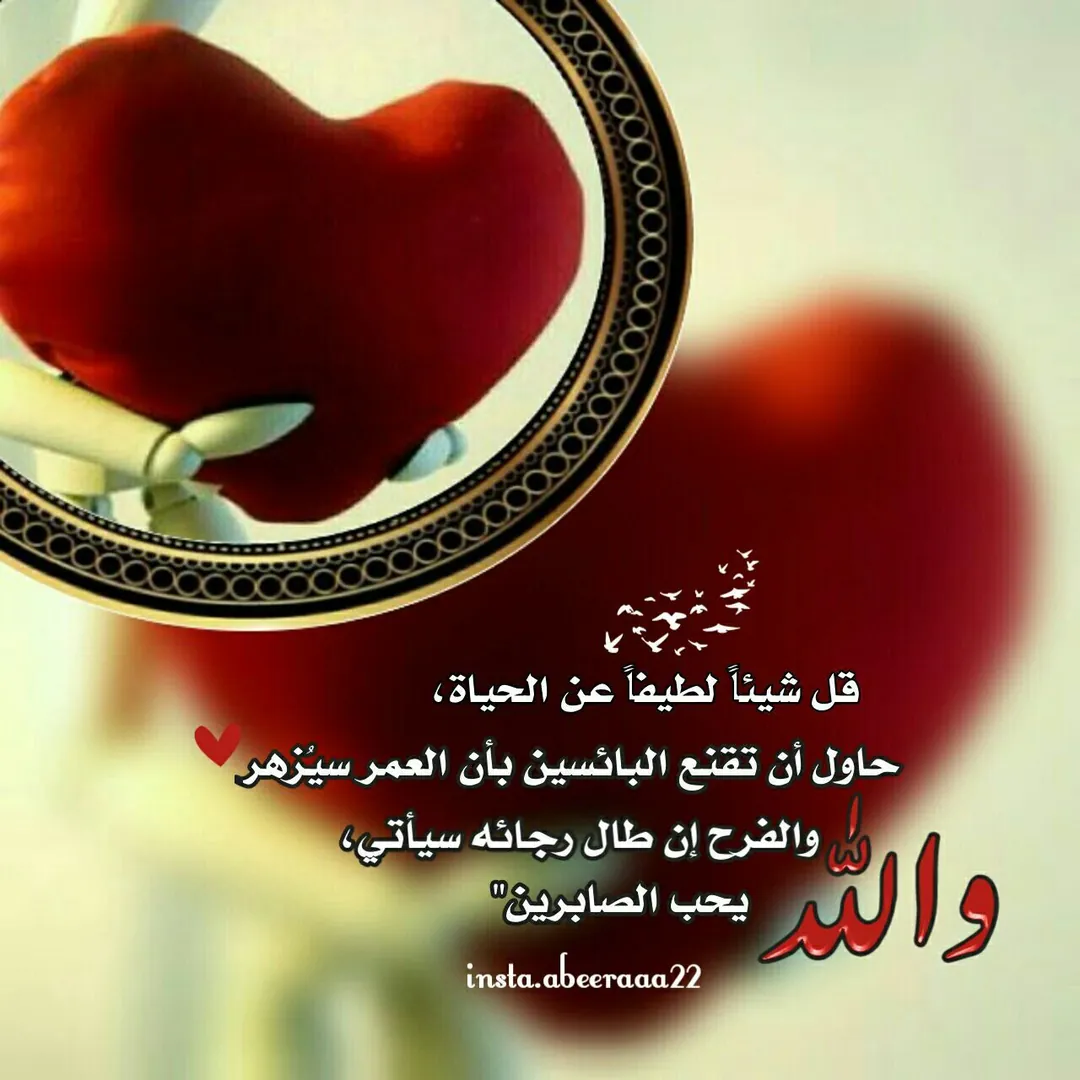 قل شيئاً لطيفاً عن الحياة،
حاول أن تقنع البائسين بأن العمر سيُزهر
والفرح إن طال رجائه سيأتي،
والله يحب الصابرين"
insta.abeeraaa22